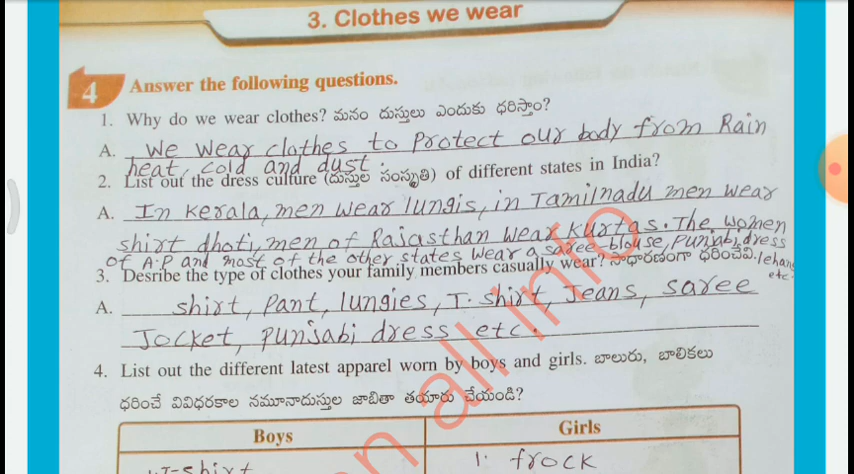 3. Clothes we wear
4 Answer the following questions.
1. Why do we wear clothes? మనం దుస్తులు ఎందుకు ధరిస్తాం?
A. We wear clothes to Protect our body from Rain
heat, cold and dust.
2. List out the dress culture (దుస్తుల సంస్కృతి) of different states in India?
A. In Kerala, men wear lungis, in Tamilnadu men wear
shirt dhoti, men of Rajasthan wear Kurtas. The women
of A.P and most of the other states wear a saree-blouse, Punjabi dress
3. Desribe the type of clothes your family members casually wear? సాధారణంగా ధరించేవి. lehang
etc.
A. shirt, Pant, lungies, T. shirt, Jeans, saree
Jocket, Punjabi dress etc.
4. List out the different latest apparel worn by boys and girls. బాలురు, బాలికలు
ధరించే వివిధరకాల నమూనాదుస్తుల జాబితా తయారు చేయండి?
Boys Girls
1. T-shirt 1. frock
n all info